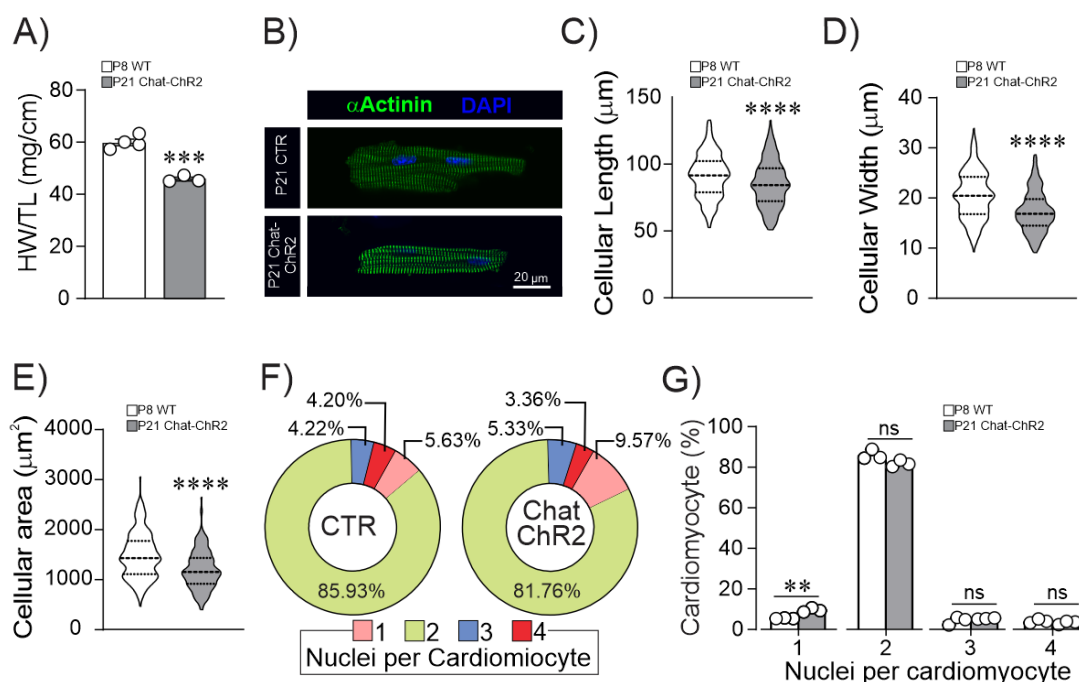 A)
P8 WT
P21 Chat-ChR2
HW/TL (mg/cm)
80
60
40
20
0
***
B)
αActinin DAPI
P21 CTR
P21 Chat-
ChR2
20 µm
C)
P8 WT
P21 Chat-ChR2
Cellular Length (µm)
150
100
50
0
****
D)
P8 WT
P21 Chat-ChR2
Cellular Width (µm)
40
30
20
10
0
****
E)
P8 WT
P21 Chat-ChR2
Cellular area (µm²)
4000
3000
2000
1000
0
****
F)
4.20%
4.22%
5.63%
CTR
85.93%
3.36%
5.33%
9.57%
Chat
ChR2
81.76%
1 2 3 4
Nuclei per Cardiomiocyte
G)
P8 WT
P21 Chat-ChR2
Cardiomyocyte (%)
100
80
60
40
20
0
** ns ns ns
1 2 3 4
Nuclei per cardiomyocyte